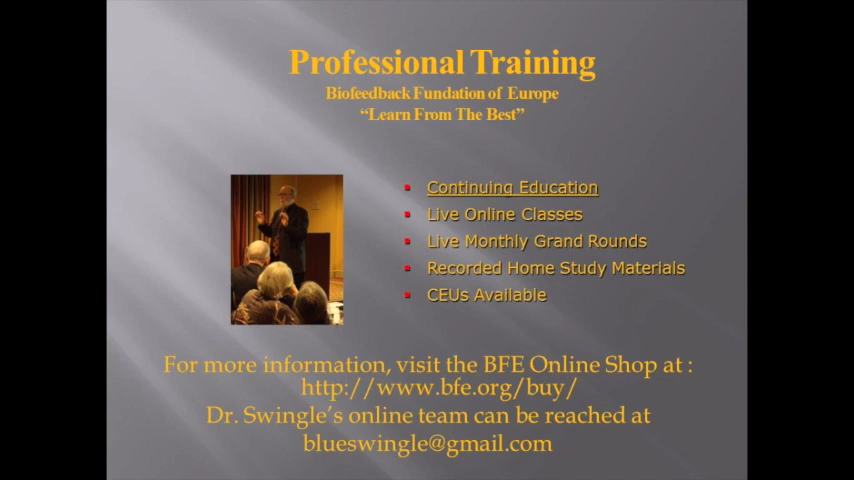 Professional Training
Biofeedback Fundation of Europe
“Learn From The Best”
Continuing Education
Live Online Classes
Live Monthly Grand Rounds
Recorded Home Study Materials
CEUs Available
For more information, visit the BFE Online Shop at :
http://www.bfe.org/buy/
Dr. Swingle’s online team can be reached at
blueswingle@gmail.com